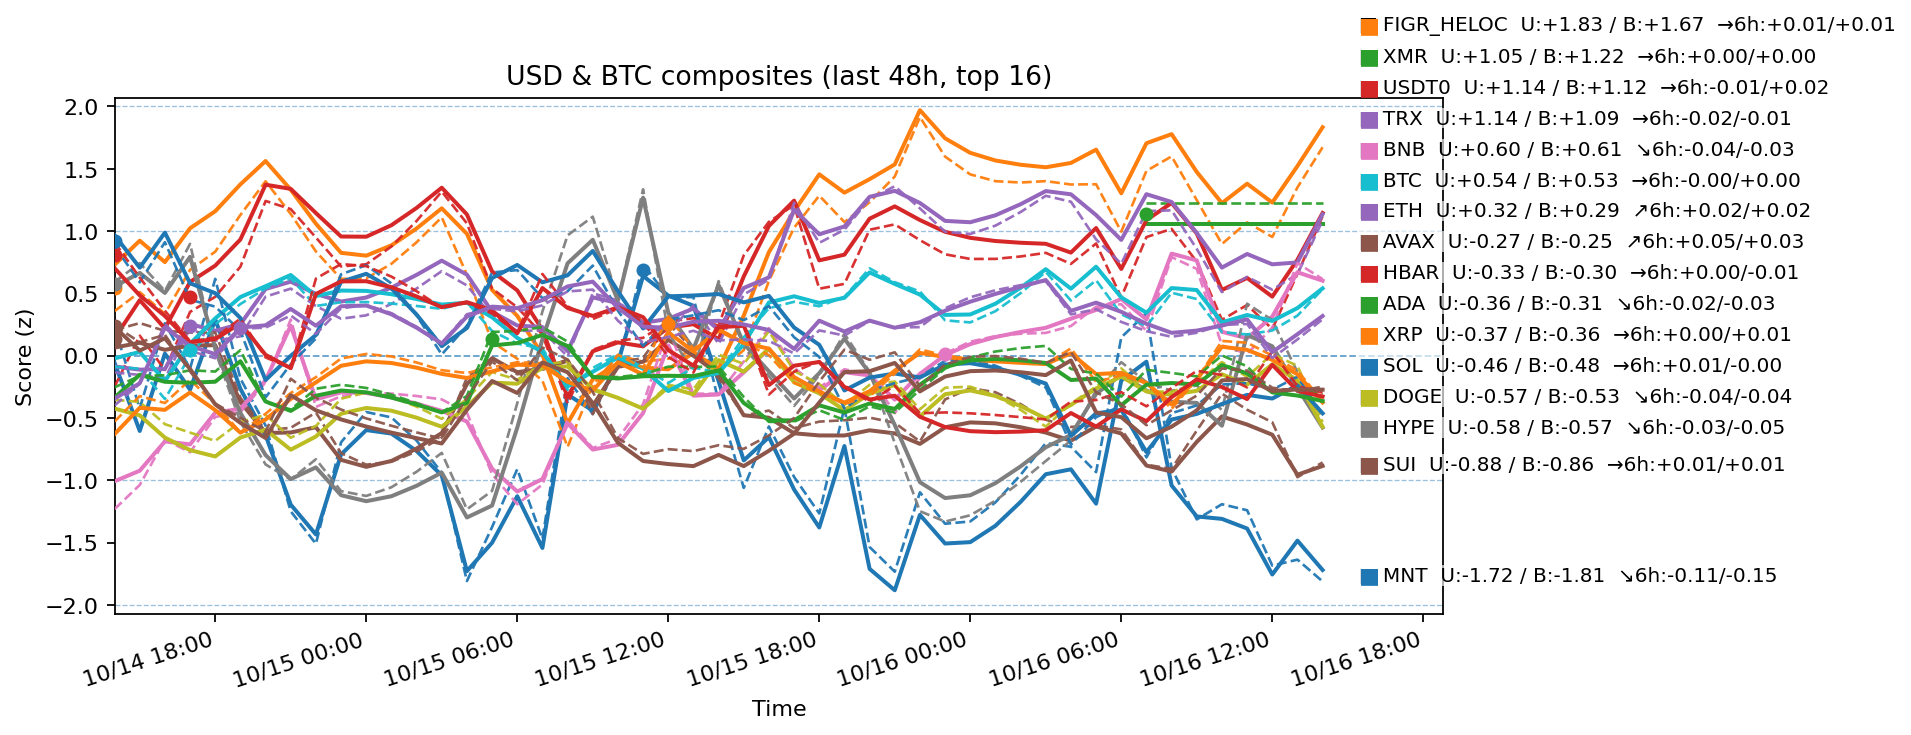 USD & BTC composites (last 48h, top 16)
FIGR_HELOC U:+1.83 / B:+1.67 →6h:+0.01/+0.01
XMR U:+1.05 / B:+1.22 →6h:+0.00/+0.00
USDT0 U:+1.14 / B:+1.12 →6h:-0.01/+0.02
TRX U:+1.14 / B:+1.09 →6h:-0.02/-0.01
BNB U:+0.60 / B:+0.61 ↘6h:-0.04/-0.03
BTC U:+0.54 / B:+0.53 →6h:-0.00/+0.00
ETH U:+0.32 / B:+0.29 ↗6h:+0.02/+0.02
AVAX U:-0.27 / B:-0.25 ↗6h:+0.05/+0.03
HBAR U:-0.33 / B:-0.30 →6h:+0.00/-0.01
ADA U:-0.36 / B:-0.31 ↘6h:-0.02/-0.03
XRP U:-0.37 / B:-0.36 →6h:+0.00/+0.01
SOL U:-0.46 / B:-0.48 →6h:+0.01/-0.00
DOGE U:-0.57 / B:-0.53 ↘6h:-0.04/-0.04
HYPE U:-0.58 / B:-0.57 ↘6h:-0.03/-0.05
SUI U:-0.88 / B:-0.86 →6h:+0.01/+0.01
MNT U:-1.72 / B:-1.81 ↘6h:-0.11/-0.15
Score (z)
2.0
1.5
1.0
0.5
0.0
−0.5
−1.0
−1.5
−2.0
10/14 18:00
10/15 00:00
10/15 06:00
10/15 12:00
10/15 18:00
10/16 00:00
10/16 06:00
10/16 12:00
10/16 18:00
Time